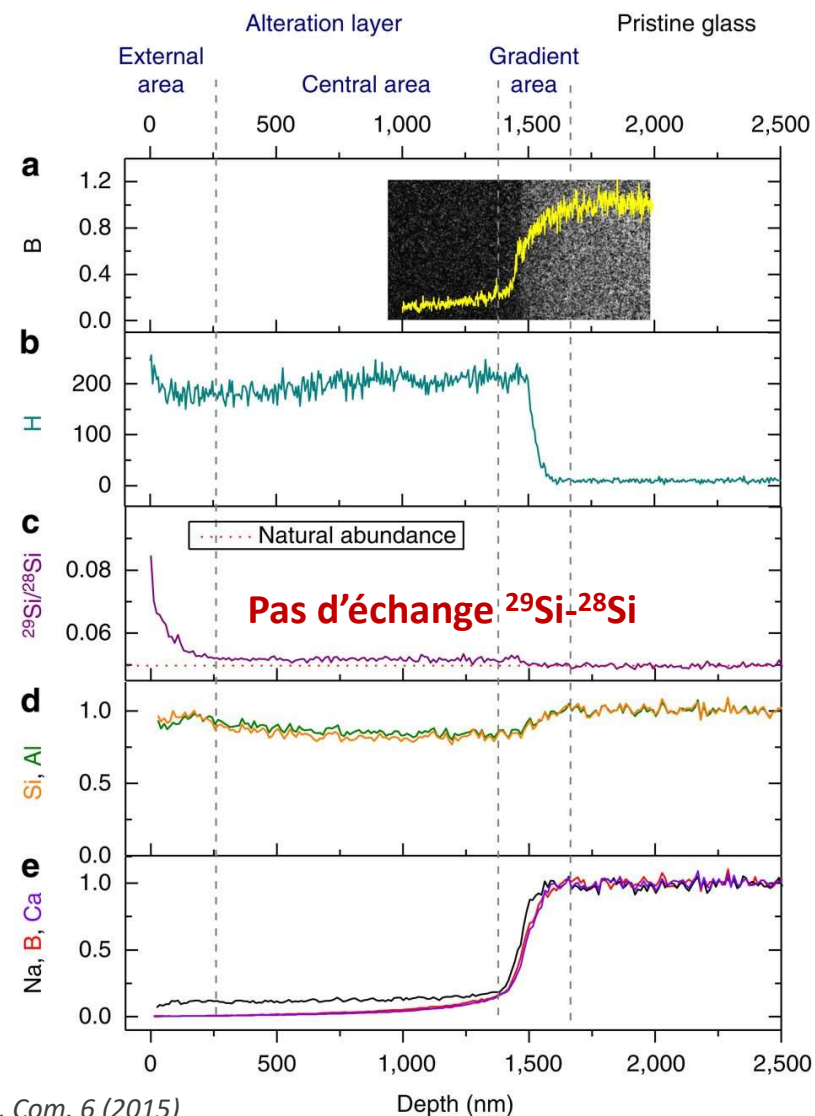 Alteration layer Pristine glass
External area Central area Gradient area
0 500 1,000 1,500 2,000 2,500
a
1.2
0.8
0.4
0.0
B
b
200
100
0
H
c
Natural abundance
0.08
0.06
²⁹Si/²⁸Si
Pas d’échange ²⁹Si-²⁸Si
d
1.0
0.5
0.0
Si, Al
e
1.0
0.5
0.0
Na, B, Ca
0 500 1,000 1,500 2,000 2,500
Depth (nm)
. Com. 6 (2015)